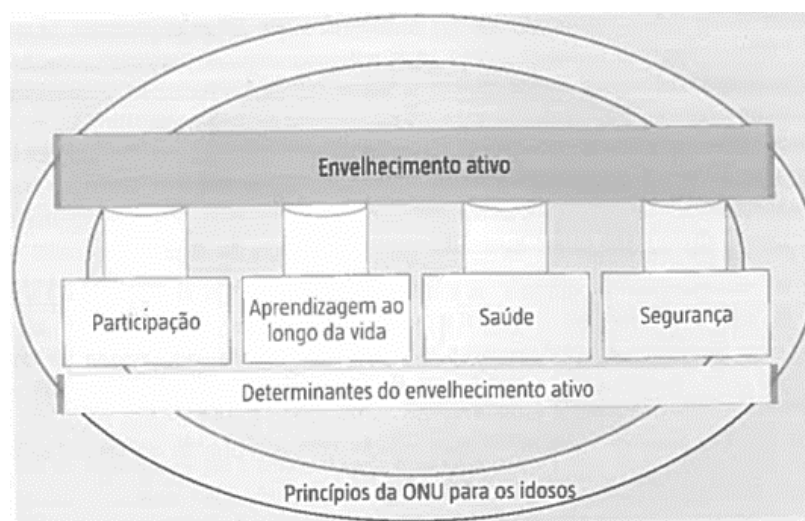 Envelhecimento ativo
Participação
Aprendizagem ao
longo da vida
Saúde
Segurança
Determinantes do envelhecimento ativo
Princípios da ONU para os idosos